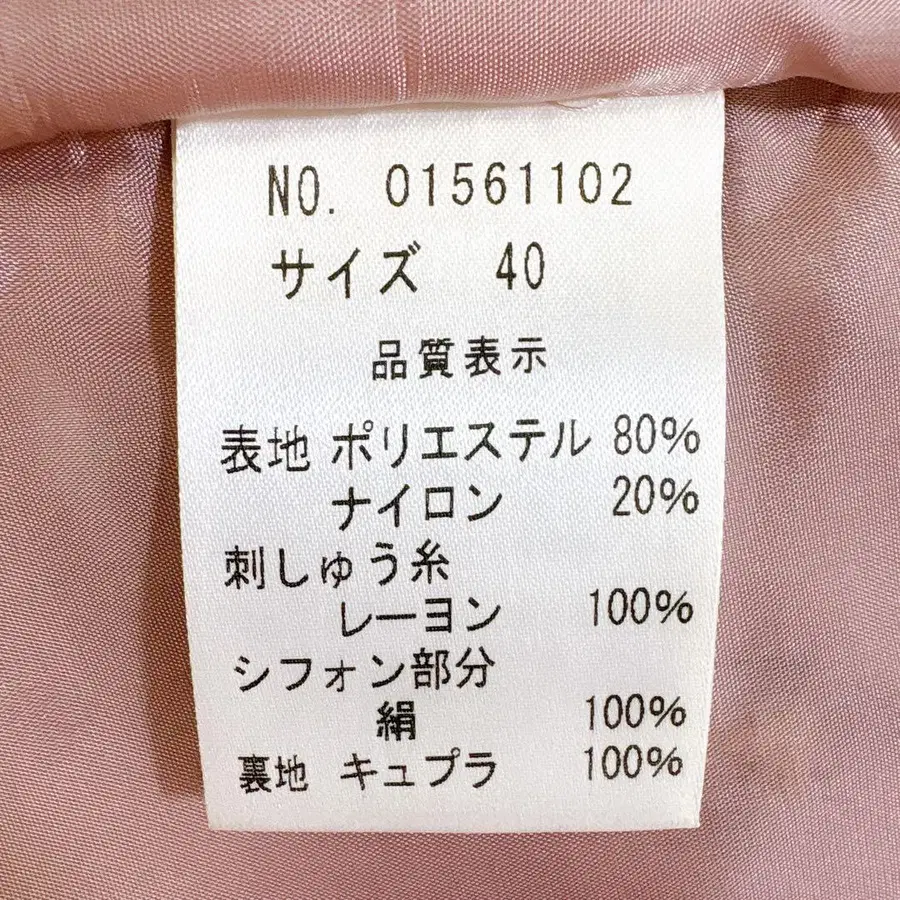 NO. 01561102
サイズ 40
品質表示
表地 ポリエステル 80%
ナイロン 20%
刺しゅう糸
レーヨン 100%
シフォン部分
絹 100%
裏地 キュプラ 100%